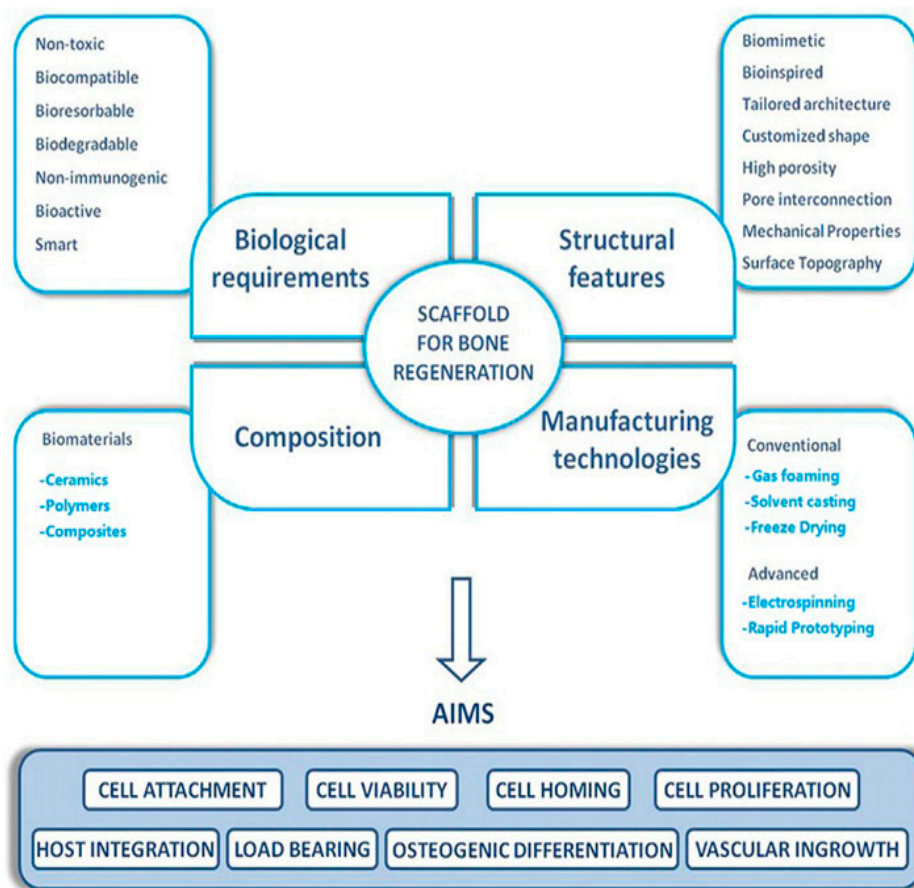 Non-toxic
Biocompatible
Bioresorbable
Biodegradable
Non-immunogenic
Bioactive
Smart
Biomimetic
Bioinspired
Tailored architecture
Customized shape
High porosity
Pore interconnection
Mechanical Properties
Surface Topography
Biological
requirements
Structural
features
SCAFFOLD
FOR BONE
REGENERATION
Composition
Manufacturing
technologies
Biomaterials
-Ceramics
-Polymers
-Composites
Conventional
-Gas foaming
-Solvent casting
-Freeze Drying
Advanced
-Electrospinning
-Rapid Prototyping
AIMS
CELL ATTACHMENT
CELL VIABILITY
CELL HOMING
CELL PROLIFERATION
HOST INTEGRATION
LOAD BEARING
OSTEOGENIC DIFFERENTIATION
VASCULAR INGROWTH